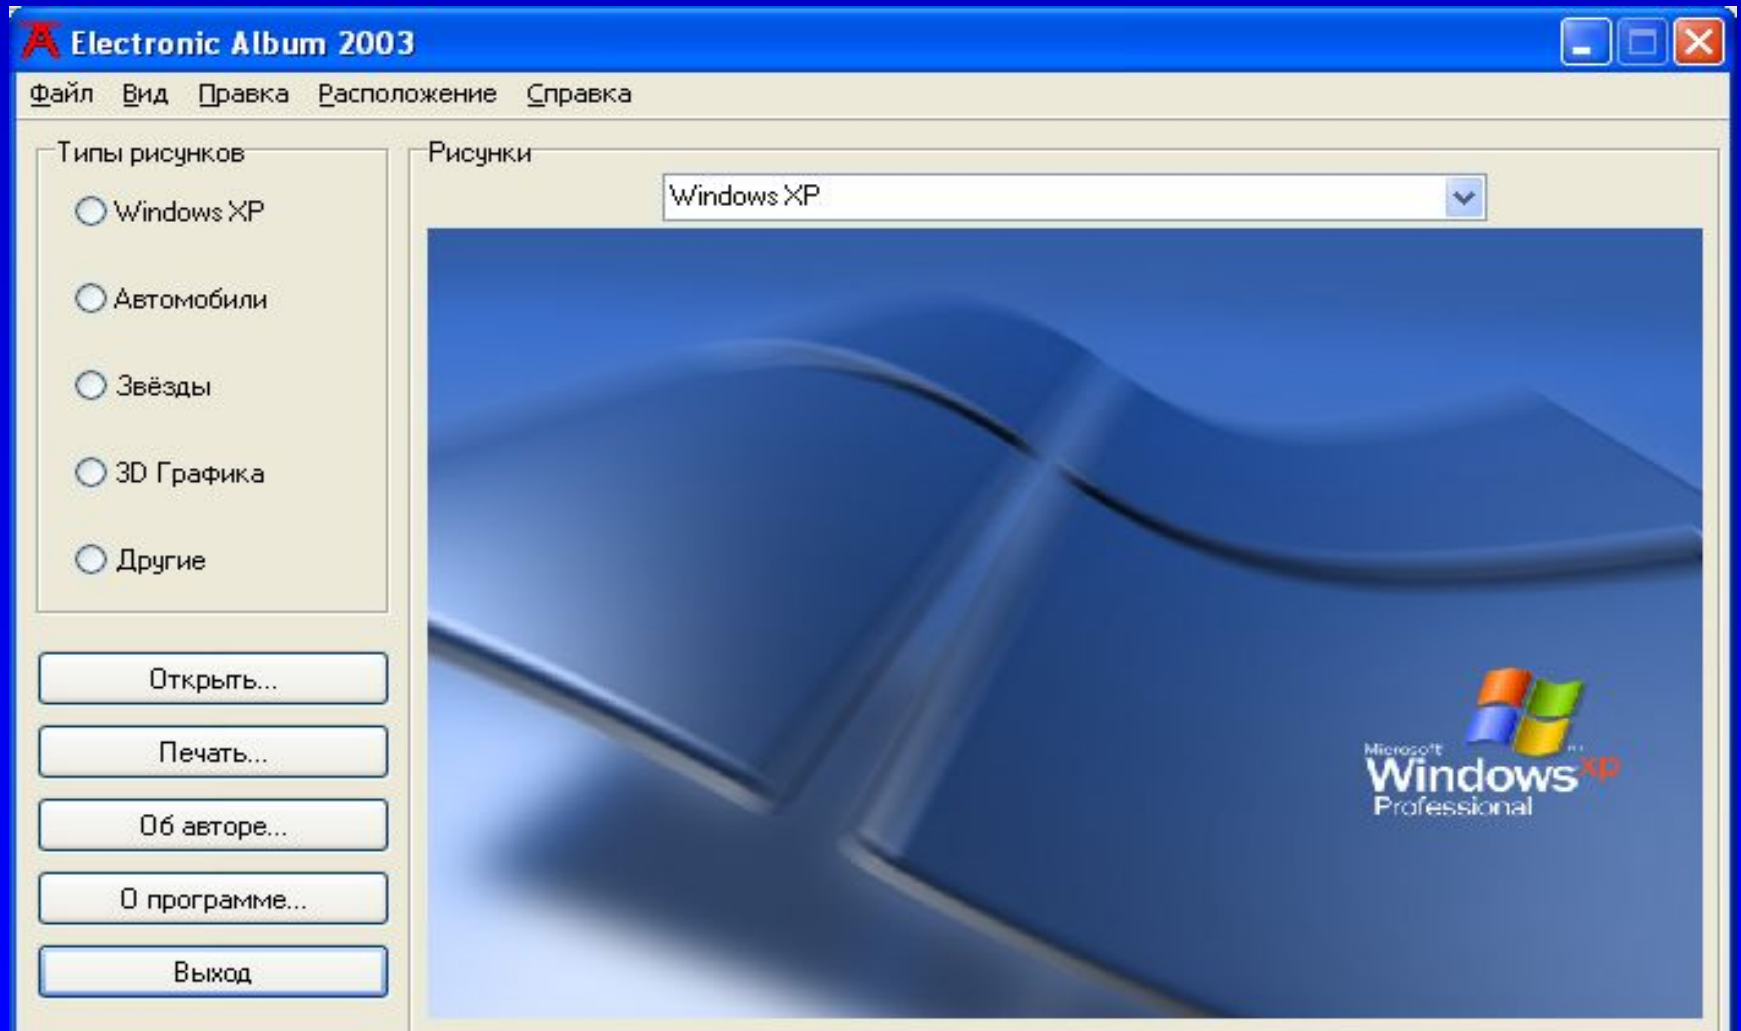 Electronic Album 2003
Файл Вид Правка Расположение Справка
Типы рисунков
Windows XP
Автомобили
Звёзды
3D Графика
Другие
Открыть...
Печать...
Об авторе...
О программе...
Выход
Рисунки
Windows XP
Microsoft
Windows xp
Professional